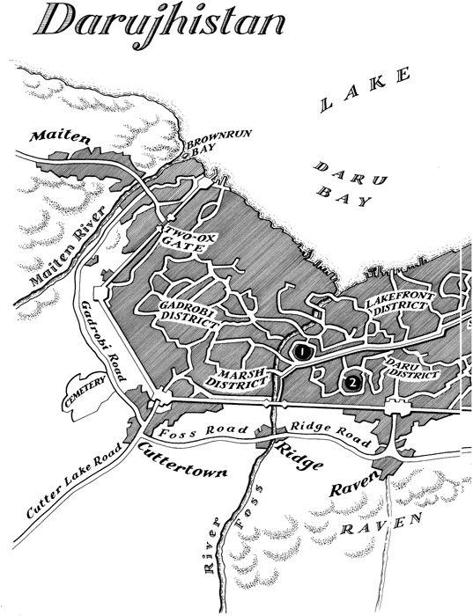 Darujhistan
LAKE
Maiten
BROWNRUN
BAY
DARU
BAY
Maiten River
TWO-OX
GATE
GADROBI
DISTRICT
LAKEFRONT
DISTRICT
Gadrobi Road
1
MARSH
DISTRICT
2
DARU
DISTRICT
CEMETERY
Foss Road
Ridge Road
Cutter Lake Road
Cuttertown
Ridge
Raven
RAVEN
River Foss